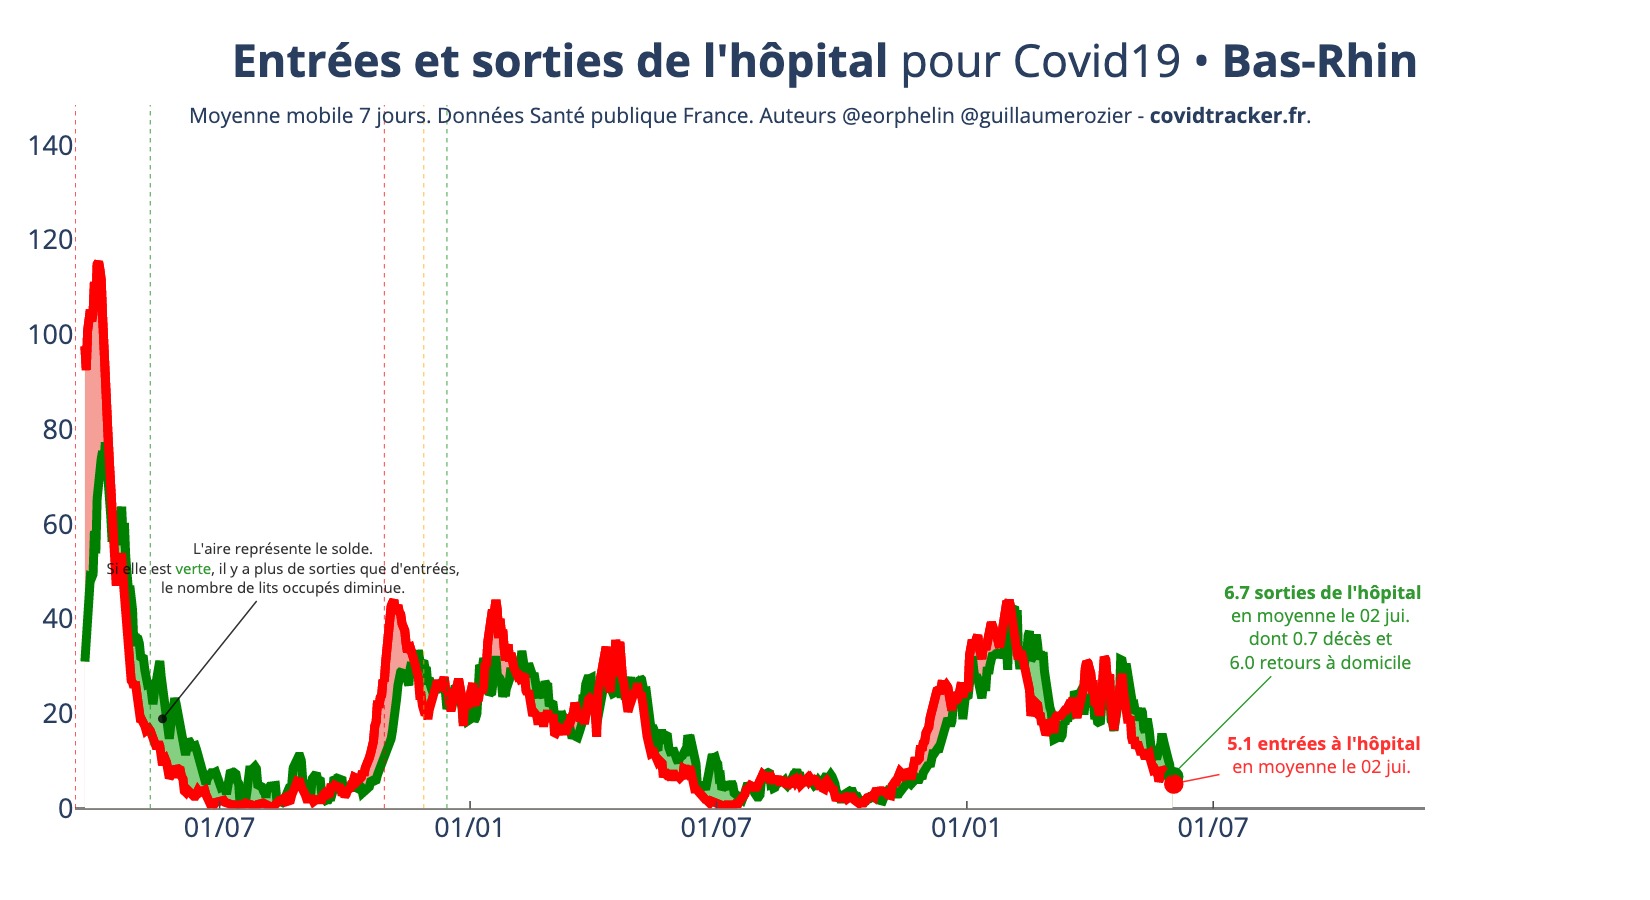 Entrées et sorties de l'hôpital pour Covid19 • Bas-Rhin
Moyenne mobile 7 jours. Données Santé publique France. Auteurs @eorphelin @guillaumerozier - covidtracker.fr.
140
120
100
80
60
40
20
0
L'aire représente le solde.
Si elle est verte, il y a plus de sorties que d'entrées,
le nombre de lits occupés diminue.
6.7 sorties de l'hôpital
en moyenne le 02 jui.
dont 0.7 décès et
6.0 retours à domicile
5.1 entrées à l'hôpital
en moyenne le 02 jui.
01/07
01/01
01/07
01/01
01/07